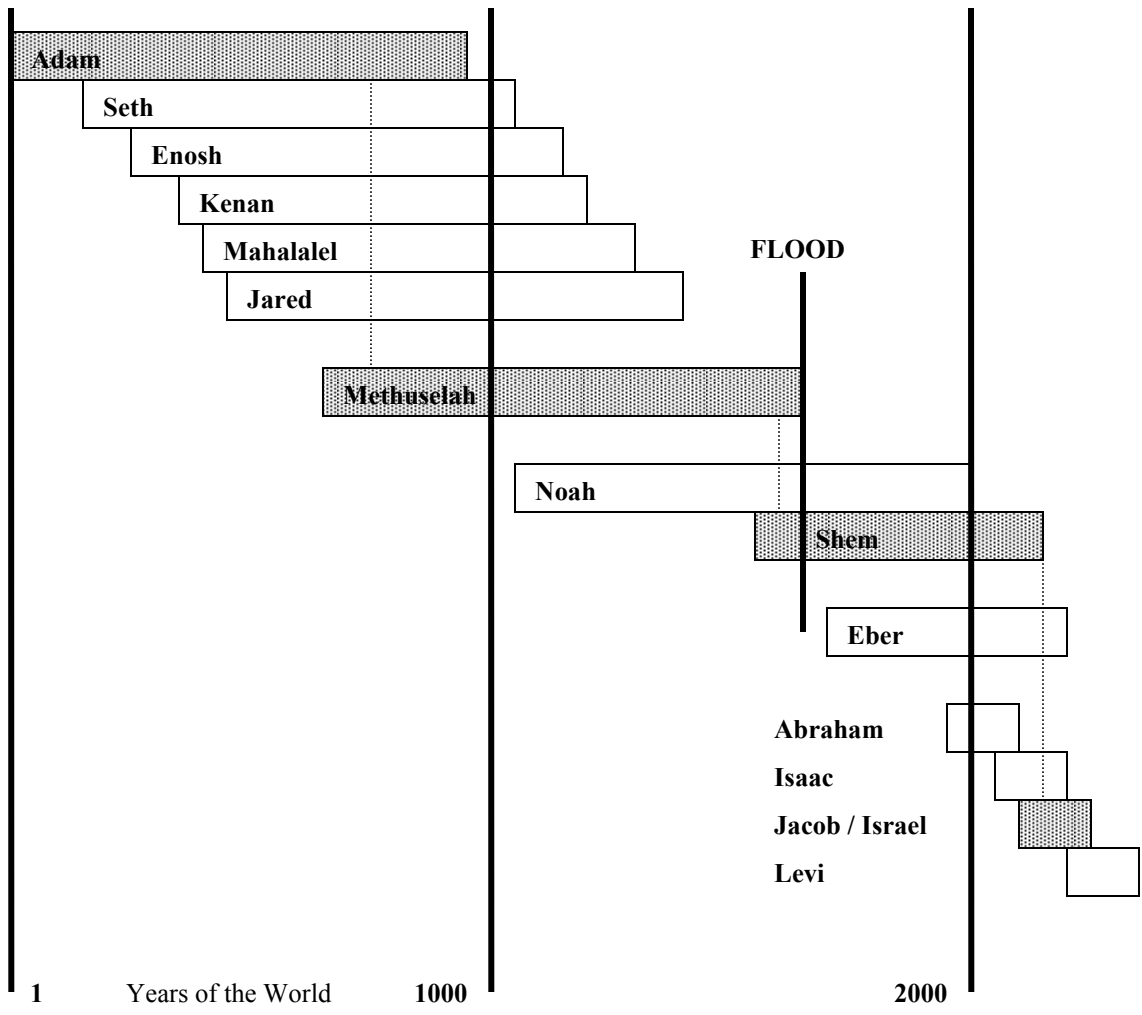 Adam
Seth
Enosh
Kenan
Mahalalel
FLOOD
Jared
Methuselah
Noah
Shem
Eber
Abraham
Isaac
Jacob / Israel
Levi
1 Years of the World 1000 2000